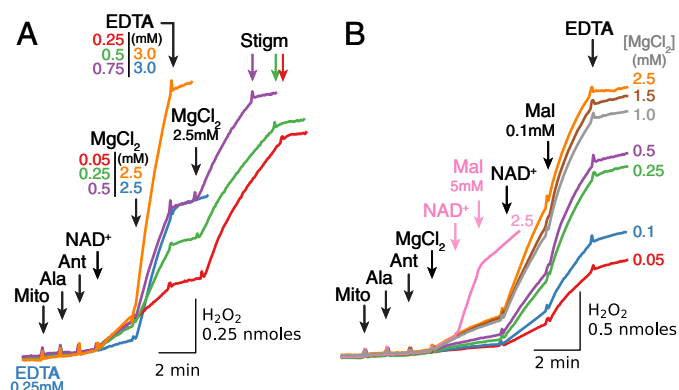 A
EDTA
0.25 (mM)
0.5 3.0
0.75 3.0
Stigm
MgCl2
2.5mM
MgCl2
0.05 (mM)
0.25 2.5
0.5 2.5
NAD+
Ant
Ala
Mito
EDTA
0.25mM
H2O2
0.25 nmoles
2 min
B
EDTA
[MgCl2]
(mM)
2.5
1.5
1.0
0.5
0.25
0.1
0.05
Mal
0.1mM
NAD+
Mal
5mM
NAD+
2.5
MgCl2
Ant
Ala
Mito
H2O2
0.5 nmoles
2 min